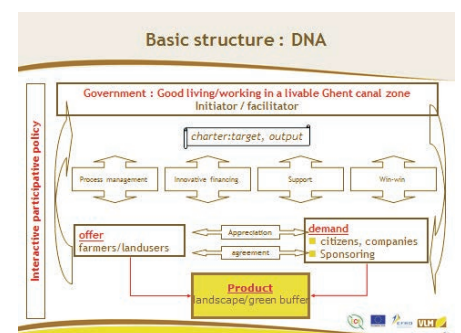 Basic structure : DNA
Government : Good living/working in a livable Ghent canal zone
Initiator / facilitator
Interactive participative policy
charter:target, output
Process management
Innovative financing
Support
Win-win
offer
farmers/landusers
Appreciation
agreement
demand
citizens, companies
Sponsoring
Product
landscape/green buffer
VLM